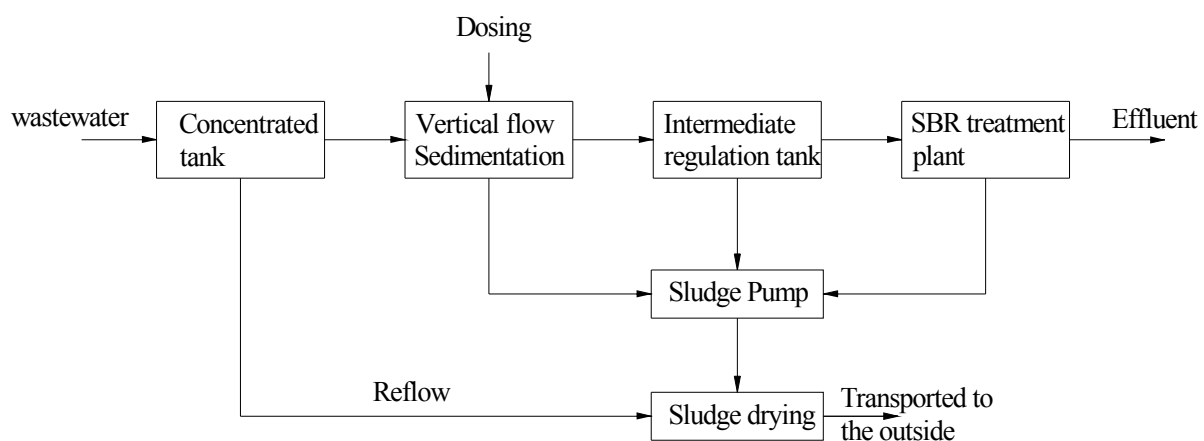 Dosing
wastewater
Concentrated
tank
Vertical flow
Sedimentation
Intermediate
regulation tank
SBR treatment
plant
Effluent
Sludge Pump
Reflow
Sludge drying
Transported to
the outside